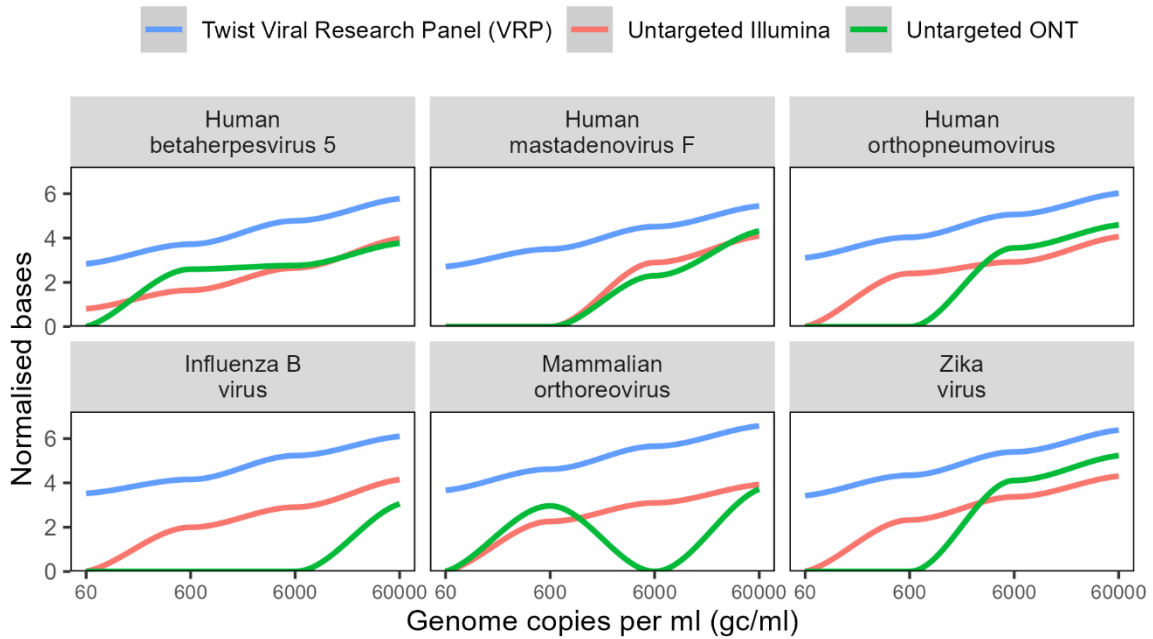 Twist Viral Research Panel (VRP) Untargeted Illumina Untargeted ONT
Human
betaherpesvirus 5
Human
mastadenovirus F
Human
orthopneumovirus
6
4
2
0
Influenza B
virus
Mammalian
orthoreovirus
Zika
virus
6
4
2
0
60 600 6000 60000
60 600 6000 60000
60 600 6000 60000
Normalised bases
Genome copies per ml (gc/ml)